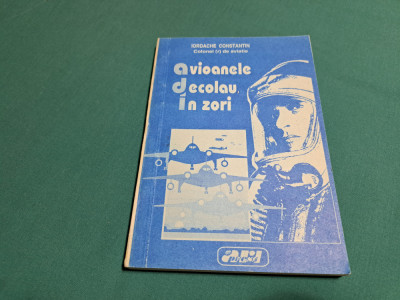 IORDACHE CONSTANTIN
Colonel (r) de aviație
avioanele
decolau
în zori